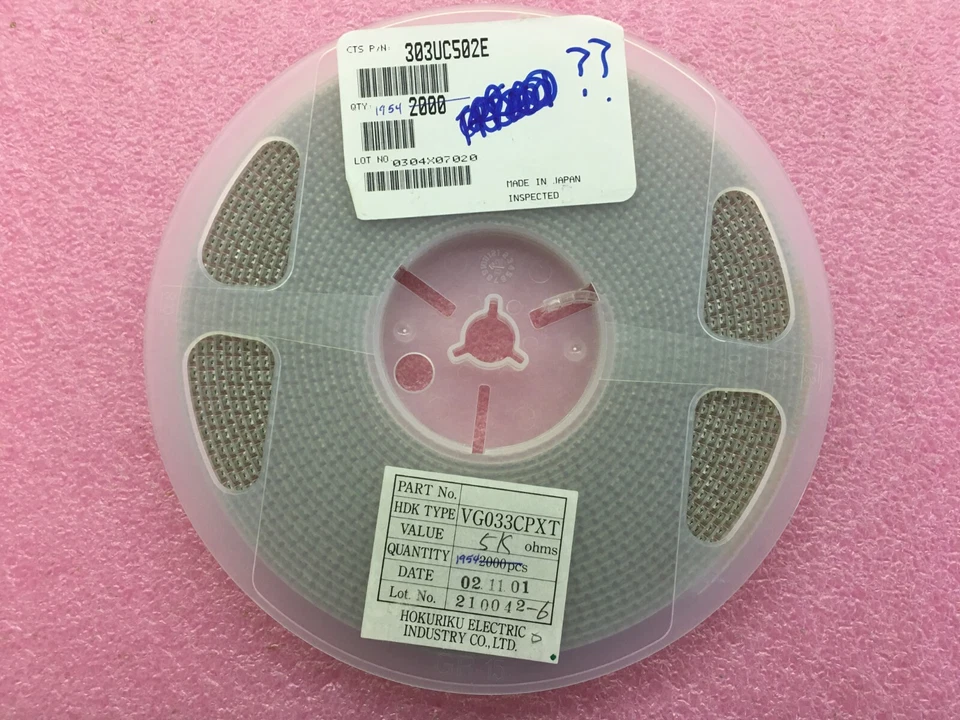 CTS P/N: 303UC502E
??
QTY: 1954 2000
LOT NO 0304X07020
MADE IN JAPAN
INSPECTED
PART No.
HDK TYPE VG033CPXT
VALUE 5K ohms
QUANTITY 1954 2000pcs
DATE 02.11.01
Lot. No. 210042-6
HOKURIKU ELECTRIC
INDUSTRY CO.,LTD.